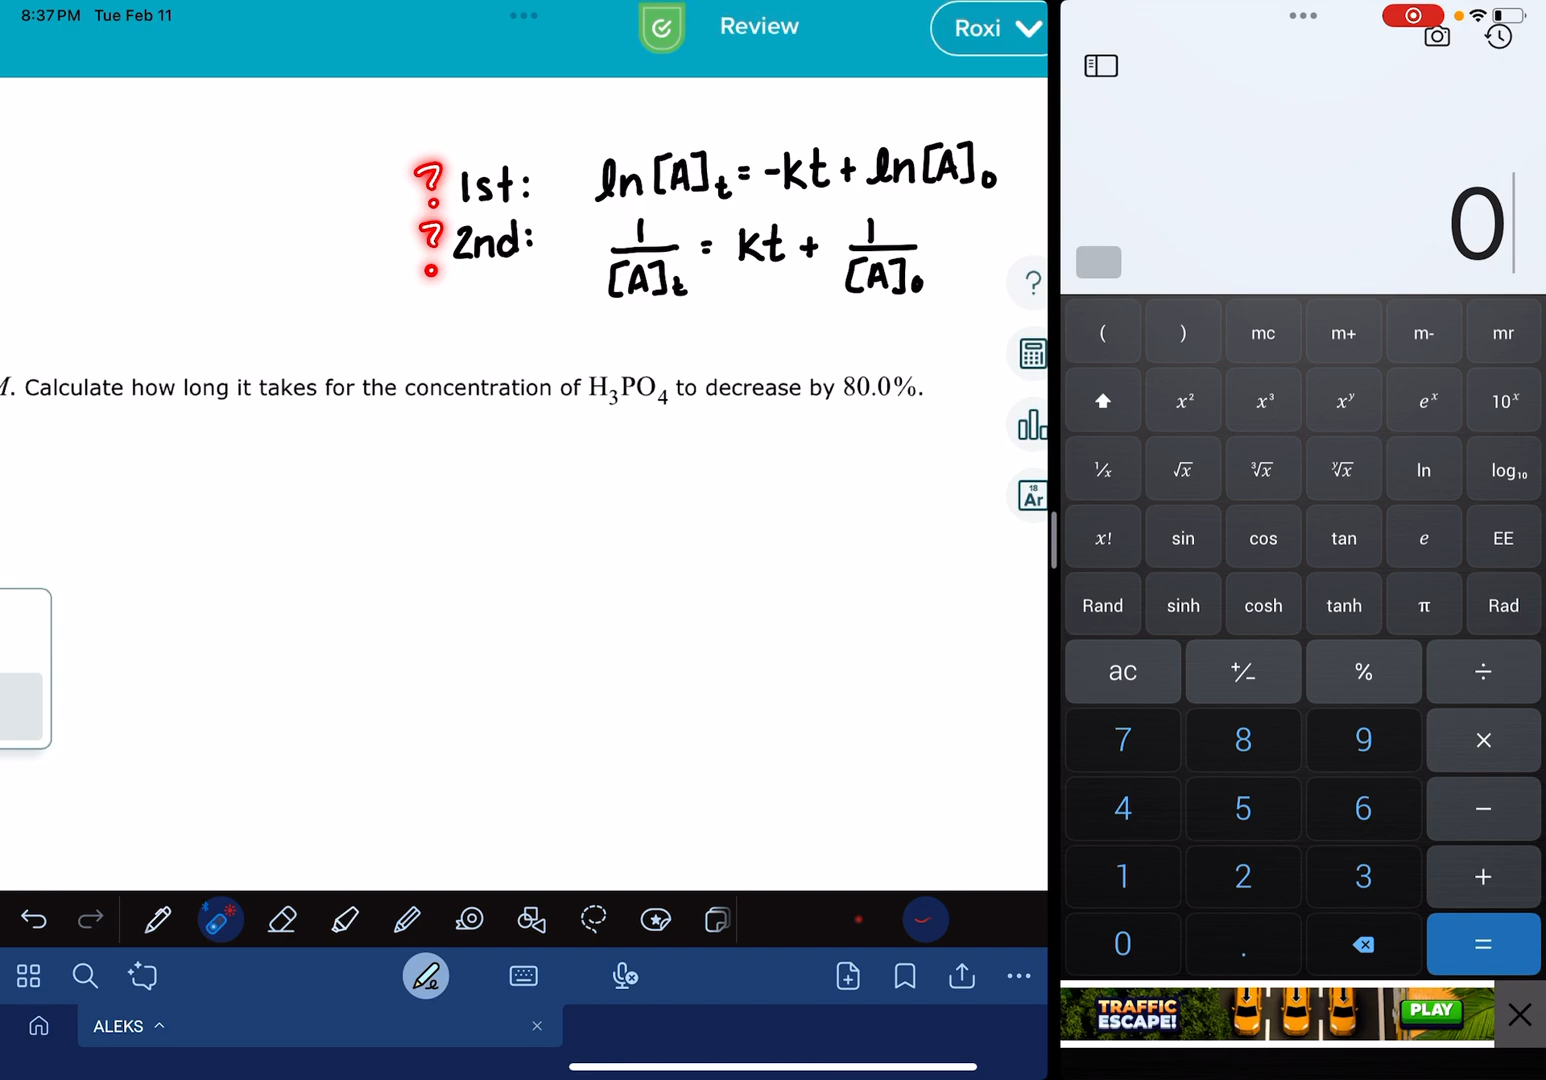 8:37 PM Tue Feb 11
Review
Roxi
? 1st: ln[A]t = -kt + ln[A]0
? 2nd: 1/[A]t = kt + 1/[A]0
M. Calculate how long it takes for the concentration of H3PO4 to decrease by 80.0%.
?
18
Ar
ALEKS
0
( ) mc m+ m- mr
x² x³ xʸ eˣ 10ˣ
1/x √x ³√x ʸ√x ln log10
x! sin cos tan e EE
Rand sinh cosh tanh π Rad
ac +/− % ÷
7 8 9 ×
4 5 6 −
1 2 3 +
0 . =
TRAFFIC
ESCAPE!
PLAY